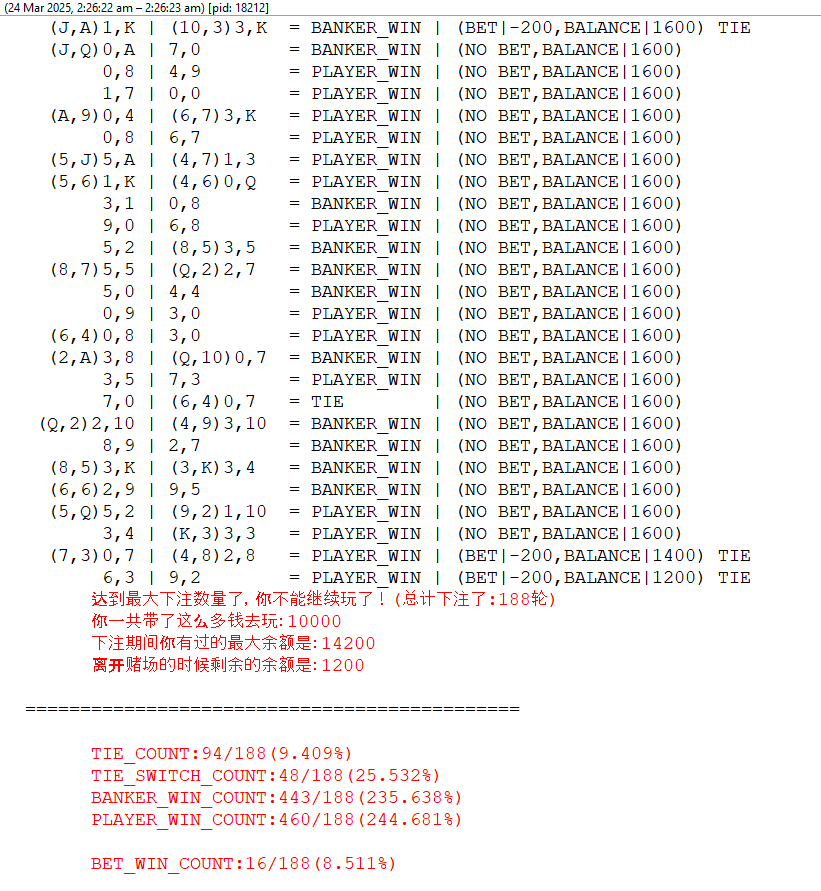 (24 Mar 2025, 2:26:22 am – 2:26:23 am) [pid: 18212]
(J,A)1,K | (10,3)3,K = BANKER_WIN | (BET|-200,BALANCE|1600) TIE
(J,Q)0,A | 7,0 = BANKER_WIN | (NO BET,BALANCE|1600)
0,8 | 4,9 = PLAYER_WIN | (NO BET,BALANCE|1600)
1,7 | 0,0 = PLAYER_WIN | (NO BET,BALANCE|1600)
(A,9)0,4 | (6,7)3,K = PLAYER_WIN | (NO BET,BALANCE|1600)
0,8 | 6,7 = PLAYER_WIN | (NO BET,BALANCE|1600)
(5,J)5,A | (4,7)1,3 = PLAYER_WIN | (NO BET,BALANCE|1600)
(5,6)1,K | (4,6)0,Q = PLAYER_WIN | (NO BET,BALANCE|1600)
3,1 | 0,8 = BANKER_WIN | (NO BET,BALANCE|1600)
9,0 | 6,8 = PLAYER_WIN | (NO BET,BALANCE|1600)
5,2 | (8,5)3,5 = BANKER_WIN | (NO BET,BALANCE|1600)
(8,7)5,5 | (Q,2)2,7 = BANKER_WIN | (NO BET,BALANCE|1600)
5,0 | 4,4 = BANKER_WIN | (NO BET,BALANCE|1600)
0,9 | 3,0 = PLAYER_WIN | (NO BET,BALANCE|1600)
(6,4)0,8 | 3,0 = PLAYER_WIN | (NO BET,BALANCE|1600)
(2,A)3,8 | (Q,10)0,7 = BANKER_WIN | (NO BET,BALANCE|1600)
3,5 | 7,3 = PLAYER_WIN | (NO BET,BALANCE|1600)
7,0 | (6,4)0,7 = TIE | (NO BET,BALANCE|1600)
(Q,2)2,10 | (4,9)3,10 = BANKER_WIN | (NO BET,BALANCE|1600)
8,9 | 2,7 = BANKER_WIN | (NO BET,BALANCE|1600)
(8,5)3,K | (3,K)3,4 = BANKER_WIN | (NO BET,BALANCE|1600)
(6,6)2,9 | 9,5 = BANKER_WIN | (NO BET,BALANCE|1600)
(5,Q)5,2 | (9,2)1,10 = PLAYER_WIN | (NO BET,BALANCE|1600)
3,4 | (K,3)3,3 = PLAYER_WIN | (NO BET,BALANCE|1600)
(7,3)0,7 | (4,8)2,8 = PLAYER_WIN | (BET|-200,BALANCE|1400) TIE
6,3 | 9,2 = PLAYER_WIN | (BET|-200,BALANCE|1200) TIE
达到最大下注数量了，你不能继续玩了！(总计下注了:188轮)
你一共带了这么多钱去玩:10000
下注期间你有过的最大余额是:14200
离开赌场的时候剩余的余额是:1200
=============================================
TIE_COUNT:94/188(9.409%)
TIE_SWITCH_COUNT:48/188(25.532%)
BANKER_WIN_COUNT:443/188(235.638%)
PLAYER_WIN_COUNT:460/188(244.681%)
BET_WIN_COUNT:16/188(8.511%)